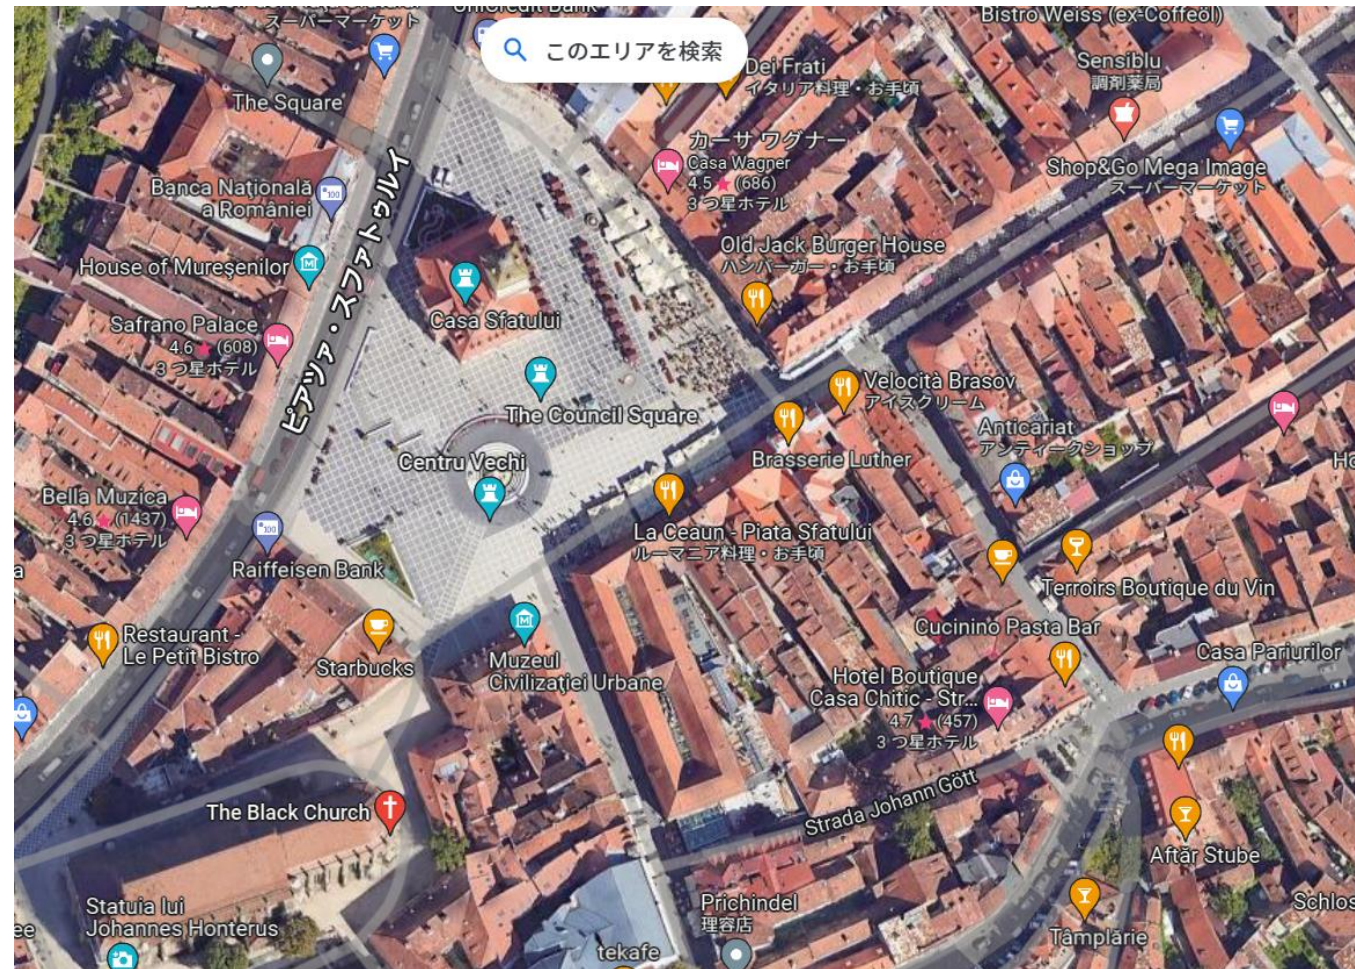 スーパーマーケット
UniCredit Bank
Bistro Weiss (ex-Coffeol)
このエリアを検索
Dei Frati
イタリア料理・お手頃
Sensiblu
調剤薬局
The Square
カーサ ワグナー
Casa Wagner
4.5 ★ (686)
3 つ星ホテル
Shop&Go Mega Image
スーパーマーケット
Banca Națională
a României
ピアツァ・スファトゥルイ
House of Mureşenilor
Old Jack Burger House
ハンバーガー・お手頃
Safrano Palace
4.6 ★ (608)
3 つ星ホテル
Casa Sfatului
The Council Square
Velocità Brasov
アイスクリーム
Anticariat
アンティークショップ
Brasserie Luther
Centru Vechi
Bella Muzica
4.6 ★ (1437)
3 つ星ホテル
La Ceaun - Piata Sfatului
ルーマニア料理・お手頃
Raiffeisen Bank
Terroirs Boutique du Vin
Restaurant -
Le Petit Bistro
Starbucks
Muzeul
Civilizaţiei Urbane
Cucinino Pasta Bar
Casa Pariurilor
Hotel Boutique
Casa Chitic - Str...
4.7 ★ (457)
3 つ星ホテル
The Black Church
Strada Johann Gött
Aftăr Stube
Statuia lui
Johannes Honterus
Prichindel
理容店
tekafe
Tâmplărie
Schlos